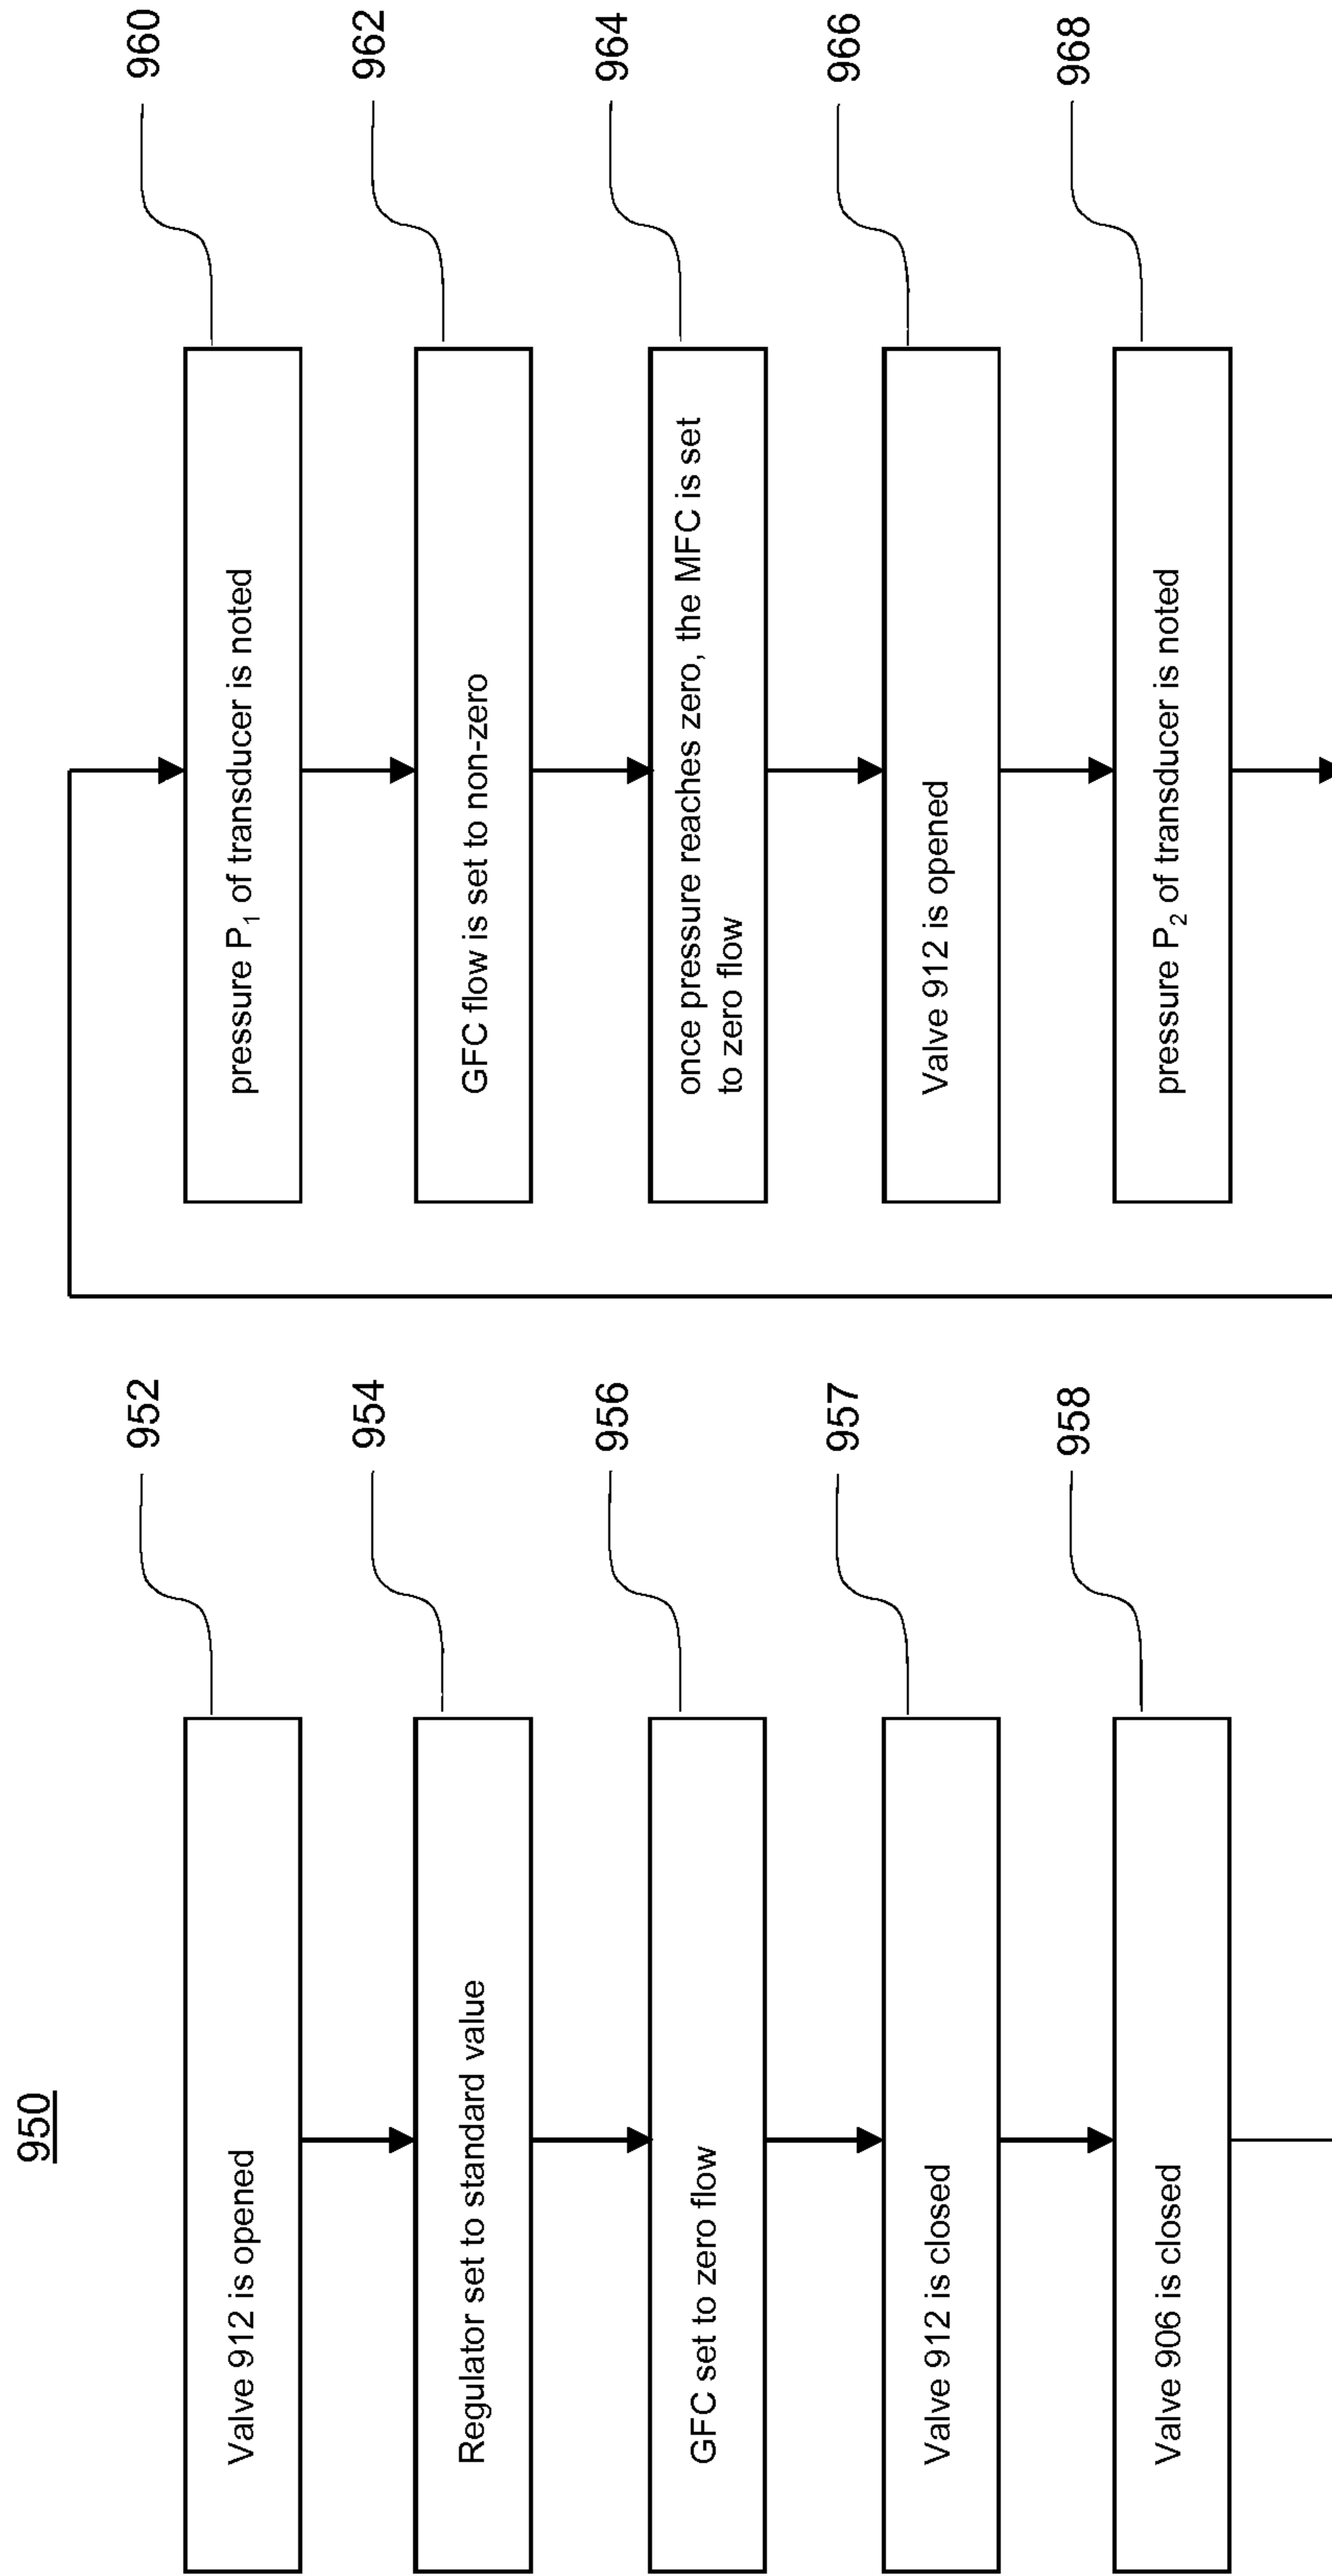 950
Valve 912 is opened
952
Regulator set to standard value
954
GFC set to zero flow
956
Valve 912 is closed
957
Valve 906 is closed
958
pressure P₁ of transducer is noted
960
GFC flow is set to non-zero
962
once pressure reaches zero, the MFC is set
to zero flow
964
Valve 912 is opened
966
pressure P₂ of transducer is noted
968